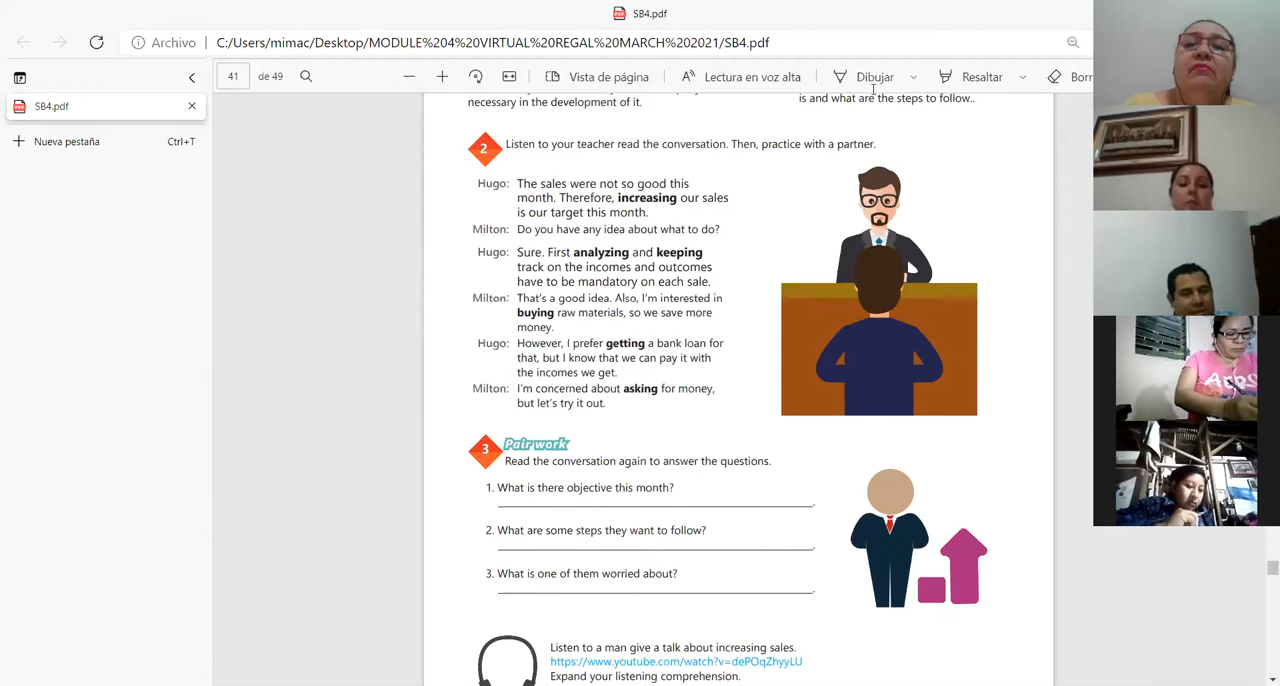 SB4.pdf
Archivo
C:/Users/mimac/Desktop/MODULE%204%20VIRTUAL%20REGAL%20MARCH%202021/SB4.pdf
41 de 49
Vista de página
Lectura en voz alta
Dibujar
Resaltar
Borr
SB4.pdf
Nueva pestaña Ctrl+T
necessary in the development of it.
is and what are the steps to follow..
2 Listen to your teacher read the conversation. Then, practice with a partner.
Hugo: The sales were not so good this
month. Therefore, increasing our sales
is our target this month.
Milton: Do you have any idea about what to do?
Hugo: Sure. First analyzing and keeping
track on the incomes and outcomes
have to be mandatory on each sale.
Milton: That's a good idea. Also, I'm interested in
buying raw materials, so we save more
money.
Hugo: However, I prefer getting a bank loan for
that, but I know that we can pay it with
the incomes we get.
Milton: I'm concerned about asking for money,
but let's try it out.
3 Pair work
Read the conversation again to answer the questions.
1. What is there objective this month?
2. What are some steps they want to follow?
3. What is one of them worried about?
Listen to a man give a talk about increasing sales.
https://www.youtube.com/watch?v=dePOqZhyyLU
Expand your listening comprehension.